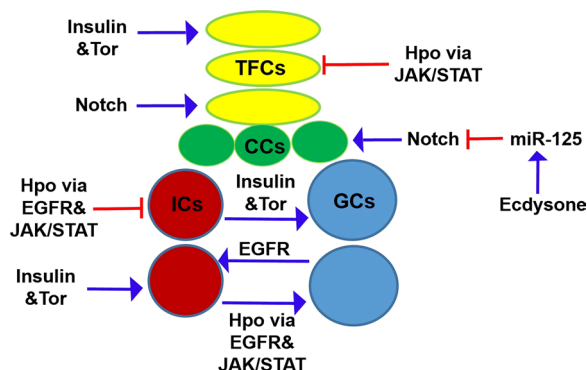 Insulin
&Tor
TFCs
Hpo via
JAK/STAT
Notch
CCs
Notch
miR-125
Ecdysone
Hpo via
EGFR&
JAK/STAT
ICs
Insulin
&Tor
GCs
EGFR
Insulin
&Tor
Hpo via
EGFR&
JAK/STAT